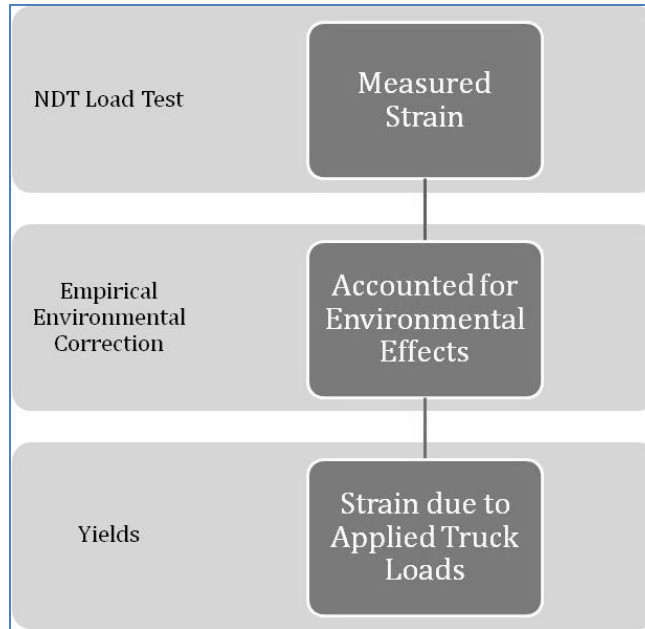 NDT Load Test
Measured
Strain
Empirical
Environmental
Correction
Accounted for
Environmental
Effects
Yields
Strain due to
Applied Truck
Loads